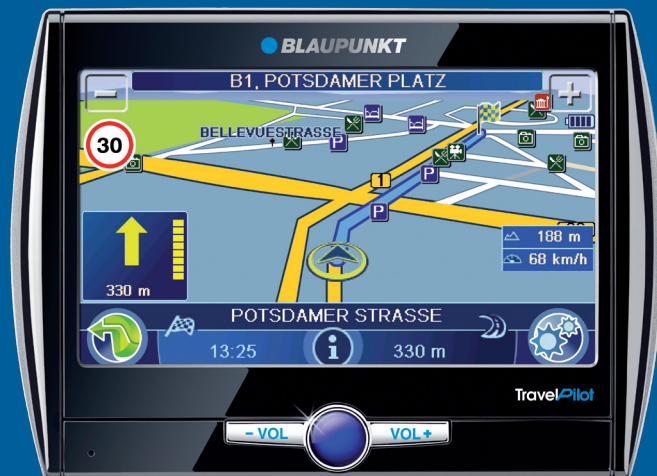 BLAUPUNKT
B1, POTSDAMER PLATZ
BELLEVUESTRASSE
30
1
P
P
P
188 m
68 km/h
330 m
POTSDAMER STRASSE
13:25
i
330 m
TravelPilot
- VOL
VOL +